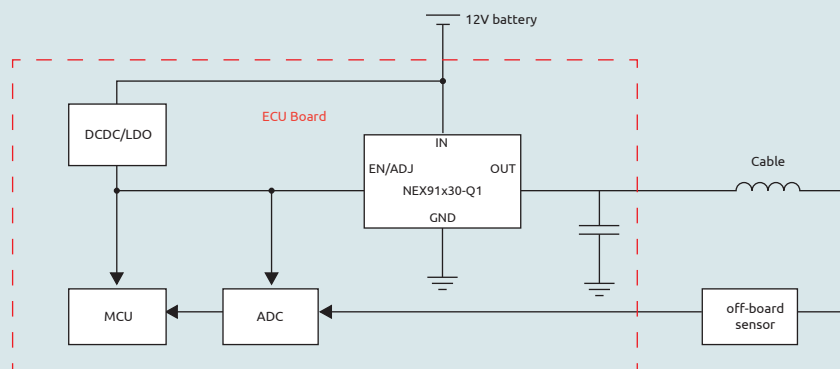 12V battery
ECU Board
DCDC/LDO
IN
Cable
EN/ADJ
OUT
NEX91x30-Q1
GND
MCU
ADC
off-board
sensor